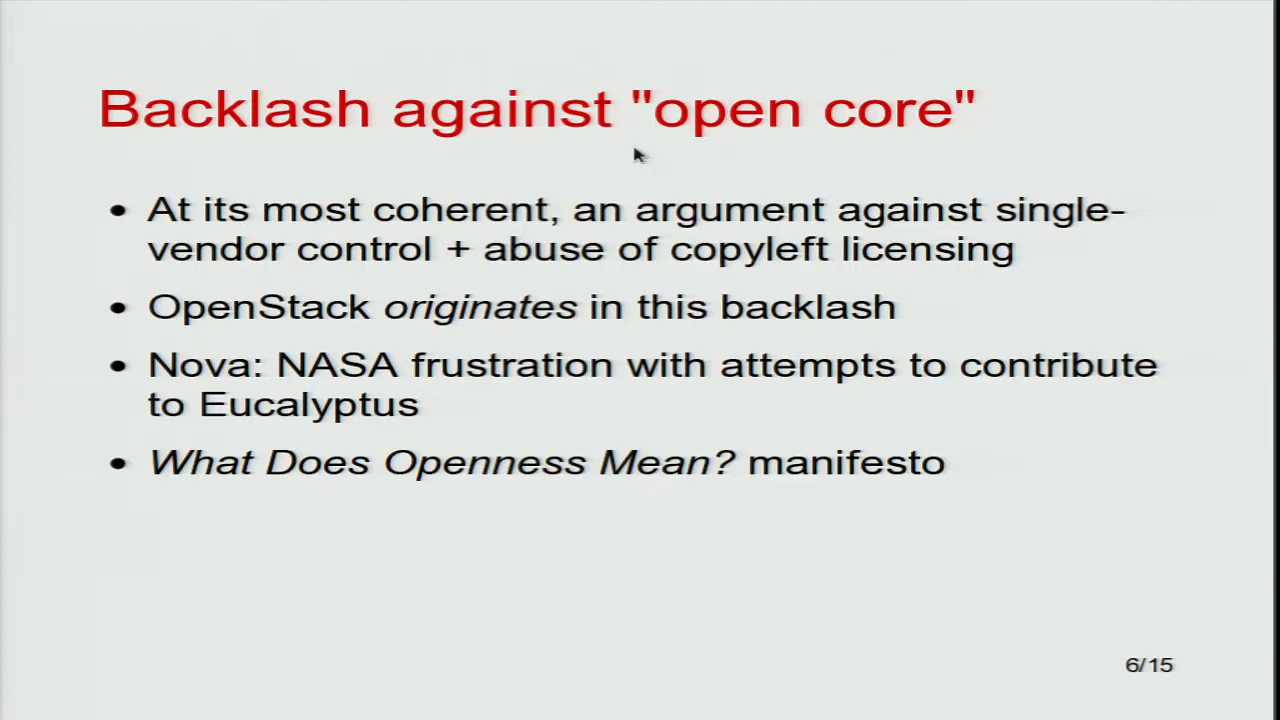 Backlash against "open core"
• At its most coherent, an argument against single-
vendor control + abuse of copyleft licensing
• OpenStack originates in this backlash
• Nova: NASA frustration with attempts to contribute
to Eucalyptus
• What Does Openness Mean? manifesto
6/15